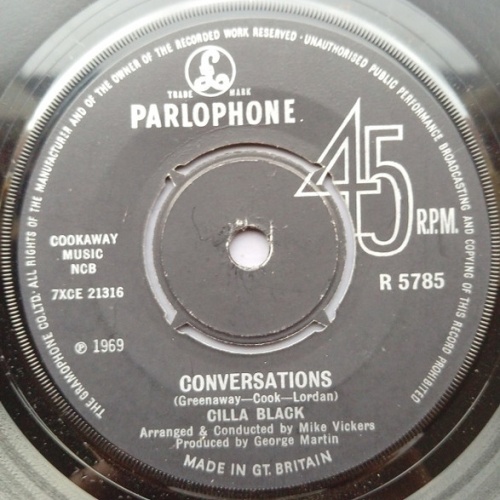 THE GRAMOPHONE CO. LTD. ALL RIGHTS OF THE MANUFACTURER AND OF THE OWNER OF THE RECORDED WORK RESERVED · UNAUTHORISED PUBLIC PERFORMANCE BROADCASTING AND COPYING OF THIS RECORD PROHIBITED
£
TRADE MARK
PARLOPHONE
45
R.P.M.
COOKAWAY
MUSIC
NCB
7XCE 21316
R 5785
℗ 1969
CONVERSATIONS
(Greenaway—Cook—Lordan)
CILLA BLACK
Arranged & Conducted by Mike Vickers
Produced by George Martin
MADE IN GT. BRITAIN